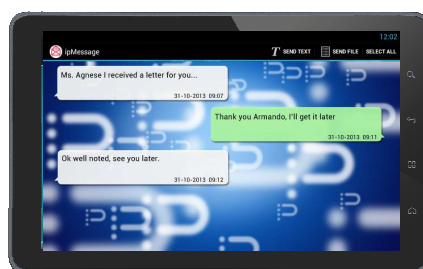 12:02
ipMessage
T SEND TEXT
SEND FILE
SELECT ALL
Ms. Agnese I received a letter for you...
31-10-2013 09:07
Thank you Armando, I'll get it later
31-10-2013 09:11
Ok well noted, see you later.
31-10-2013 09:12